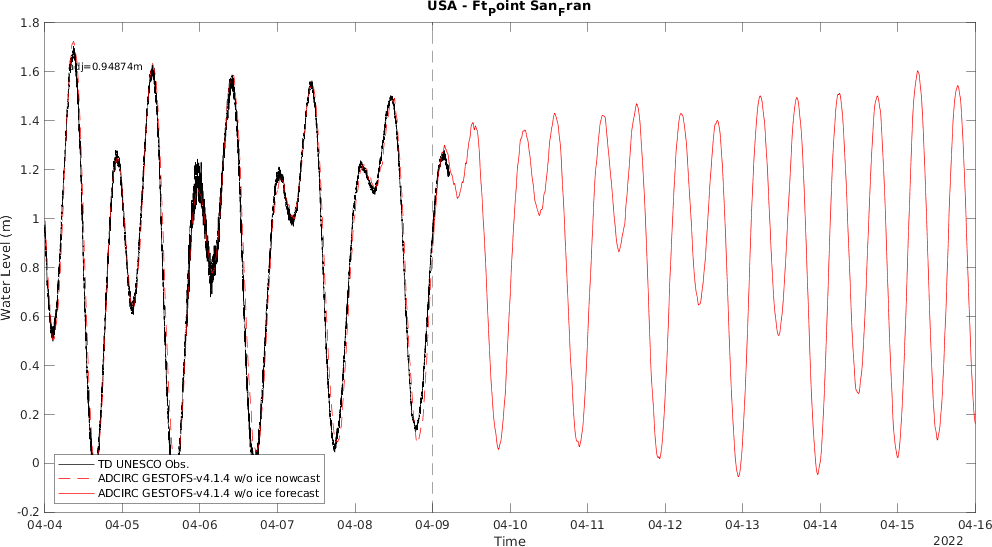 USA - FtPoint SanFran
adj=0.94874m
1.8
1.6
1.4
1.2
1
0.8
0.6
0.4
0.2
0
-0.2
Water Level (m)
TD UNESCO Obs.
ADCIRC GESTOFS-v4.1.4 w/o ice nowcast
ADCIRC GESTOFS-v4.1.4 w/o ice forecast
04-04 04-05 04-06 04-07 04-08 04-09 04-10 04-11 04-12 04-13 04-14 04-15 04-16
Time
2022